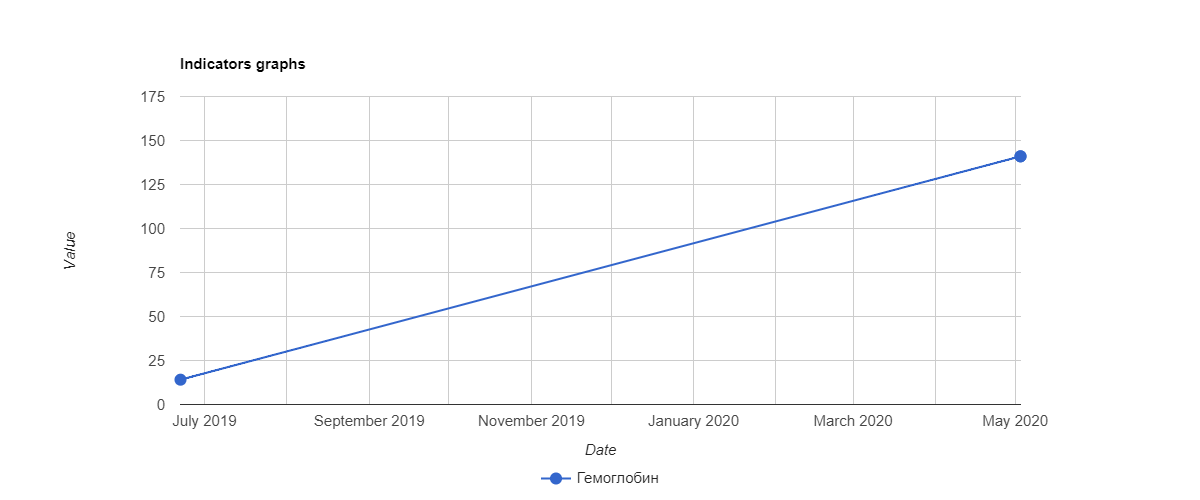 Indicators graphs
175
150
125
100
75
50
25
0
Value
July 2019 September 2019 November 2019 January 2020 March 2020 May 2020
Date
Гемоглобин